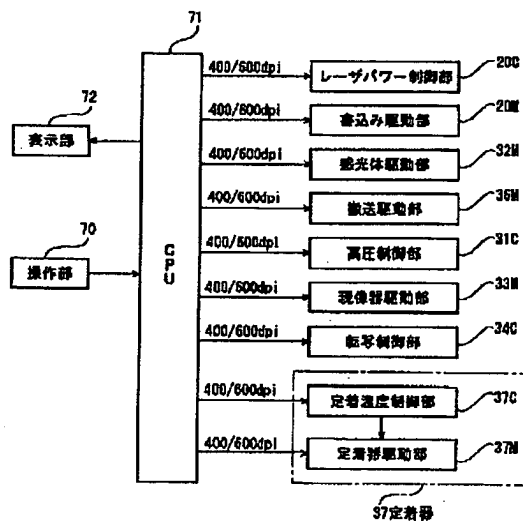 71
400/600dpi
レーザパワー制御部
20C
72
表示部
400/600dpi
書込み駆動部
20M
400/600dpi
感光体駆動部
32M
400/600dpi
搬送駆動部
36M
70
操作部
CPU
400/600dpi
高圧制御部
31C
400/600dpi
現像器駆動部
33M
400/600dpi
転写制御部
34C
400/600dpi
定着温度制御部
37C
400/600dpi
定着器駆動部
37M
37定着器